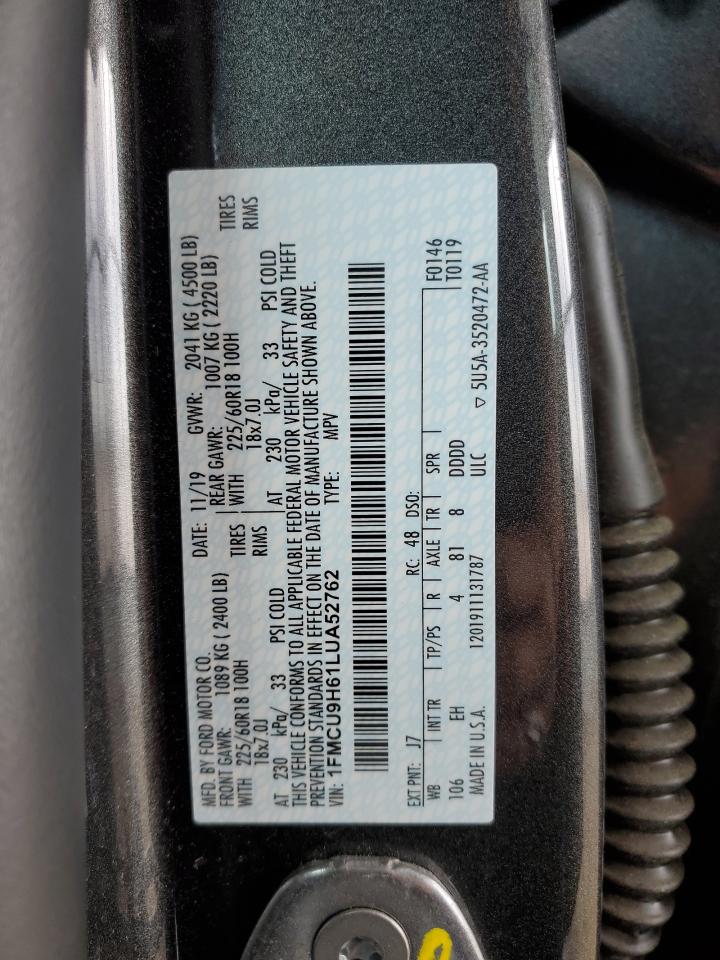 MFD. BY FORD MOTOR CO. DATE: 11/19 GVWR: 2041 KG ( 4500 LB)
FRONT GAWR: 1089 KG ( 2400 LB) REAR GAWR: 1007 KG ( 2220 LB)
WITH 225/60R18 100H TIRES WITH 225/60R18 100H TIRES
18x7.0J RIMS 18x7.0J RIMS
AT 230 kPa/ 33 PSI COLD AT 230 kPa/ 33 PSI COLD
THIS VEHICLE CONFORMS TO ALL APPLICABLE FEDERAL MOTOR VEHICLE SAFETY AND THEFT
PREVENTION STANDARDS IN EFFECT ON THE DATE OF MANUFACTURE SHOWN ABOVE.
VIN: 1FMCU9H61LUA52762 TYPE: MPV
EXT PNT: J7 RC: 48 DSO: F0146
WB INT TR TP/PS R AXLE TR SPR T0119
106 EH 4 81 8 DDDD
MADE IN U.S.A. 1201911131787 ULC ▽ 5U5A-3520472-AA